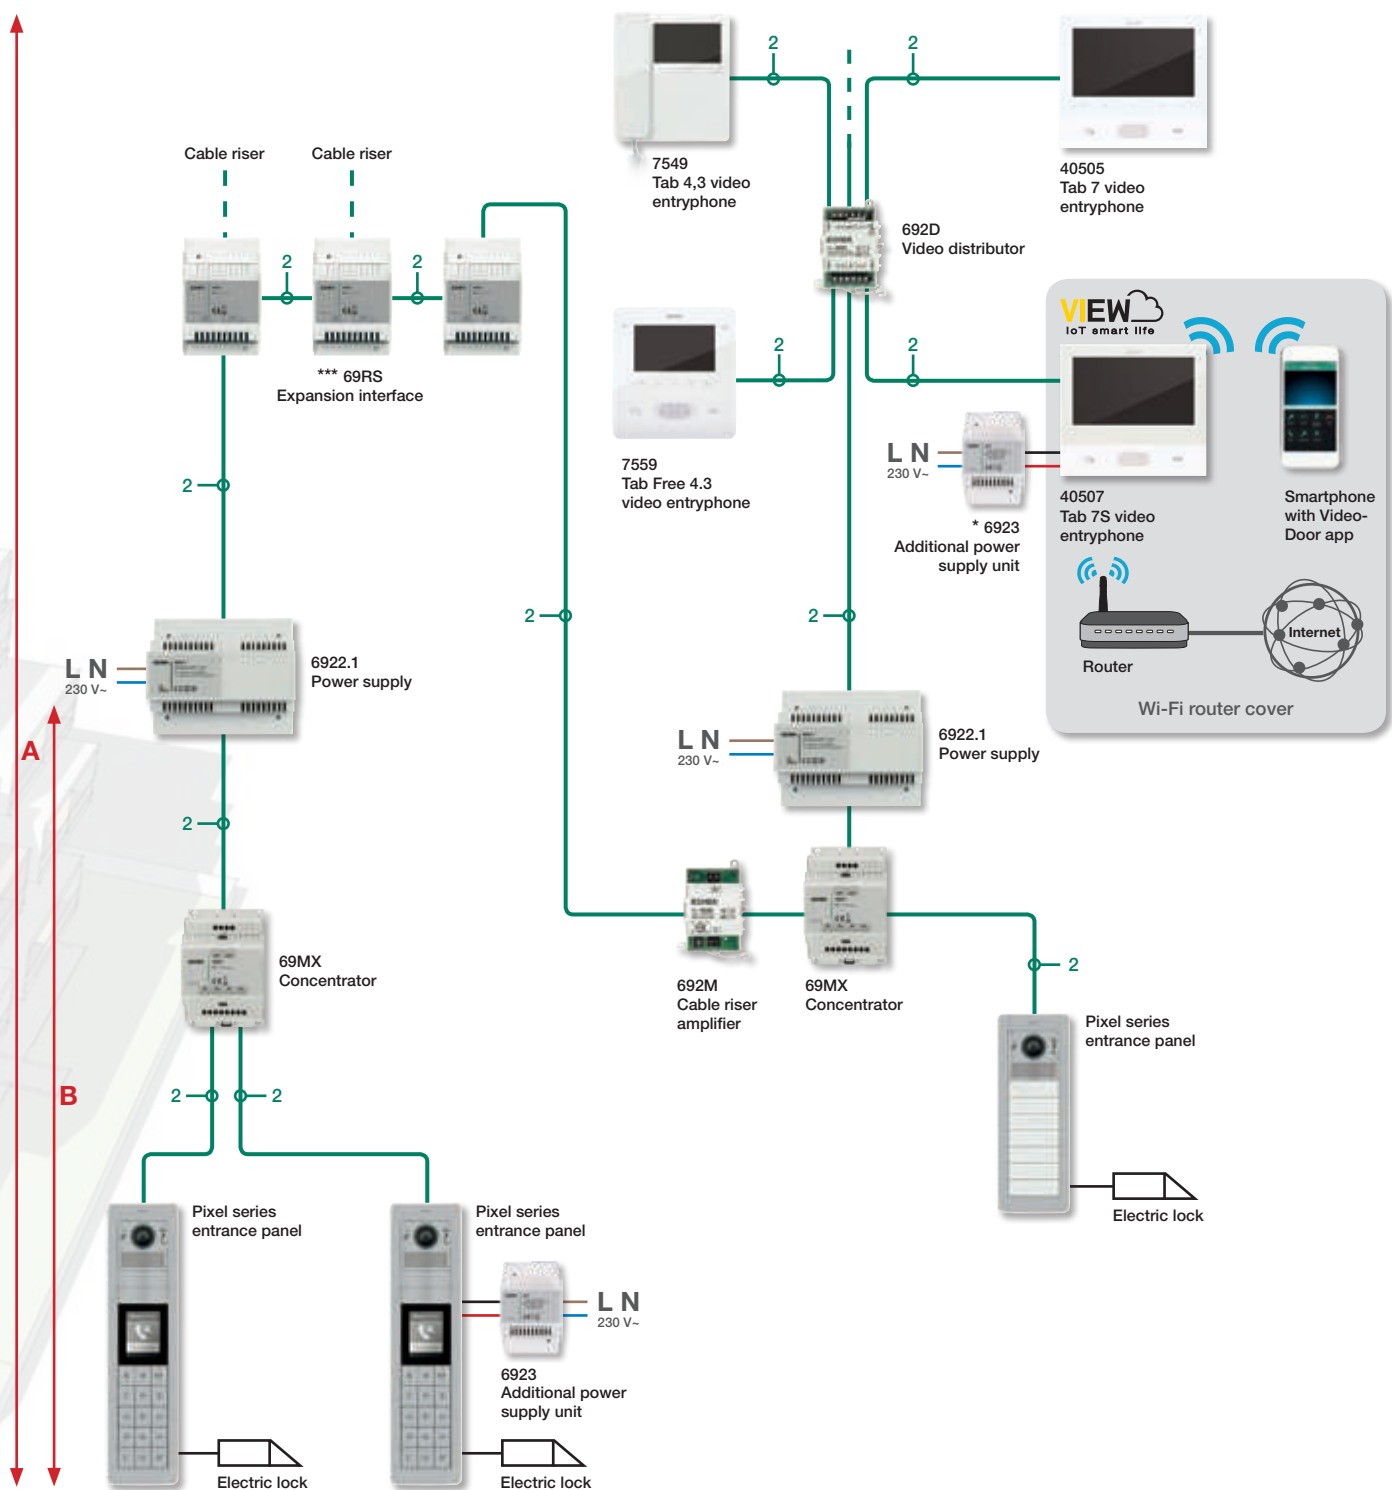 2
2
7549
Tab 4,3 video
entryphone
40505
Tab 7 video
entryphone
Cable riser
Cable riser
692D
Video distributor
2
2
*** 69RS
Expansion interface
VIEW
IoT smart life
2
2
7559
Tab Free 4.3
video entryphone
L N
230 V~
* 6923
Additional power
supply unit
40507
Tab 7S video
entryphone
Smartphone
with Video-
Door app
Router
Internet
Wi-Fi router cover
2
2
2
L N
230 V~
6922.1
Power supply
L N
230 V~
6922.1
Power supply
A
2
69MX
Concentrator
692M
Cable riser
amplifier
69MX
Concentrator
2
Pixel series
entrance panel
B
2
2
Electric lock
Pixel series
entrance panel
Pixel series
entrance panel
L N
230 V~
6923
Additional power
supply unit
Electric lock
Electric lock